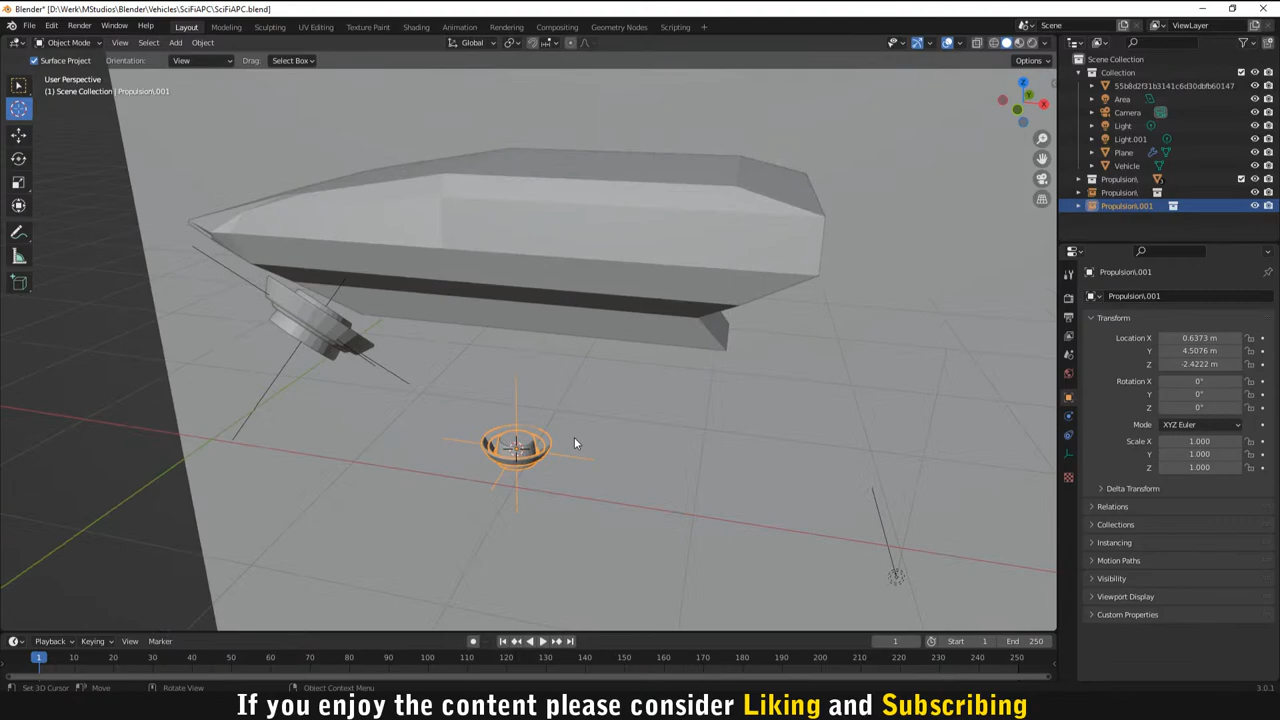 Blender* [D:\Werk\MStudios\Blender\Vehicles\SciFiAPC\SciFiAPC.blend]
File Edit Render Window Help Layout Modeling Sculpting UV Editing Texture Paint Shading Animation Rendering Compositing Geometry Nodes Scripting Scene ViewLayer
Object Mode View Select Add Object Global
Surface Project Orientation: View Drag: Select Box Options
User Perspective
(1) Scene Collection | Propulsion\.001
Z
Y
X
Scene Collection
Collection
55b8d2f31b3141c6d30dbfb60147
Area
Camera
Light
Light.001
Plane
Vehicle
Propulsion\
Propulsion\
Propulsion\.001
Propulsion\.001
Propulsion\.001
Transform
Location X 0.6373 m
Y 4.5076 m
Z -2.4222 m
Rotation X 0°
Y 0°
Z 0°
Mode XYZ Euler
Scale X 1.000
Y 1.000
Z 1.000
Delta Transform
Relations
Collections
Instancing
Motion Paths
Visibility
Viewport Display
Custom Properties
Playback Keying View Marker 1 Start 1 End 250
1 10 20 30 40 50 60 70 80 90 100 110 120 130 140 150 160 170 180 190 200 210 220 230 240 250
Set 3D Cursor Move Rotate View Object Context Menu 3.0.1
If you enjoy the content please consider Liking and Subscribing